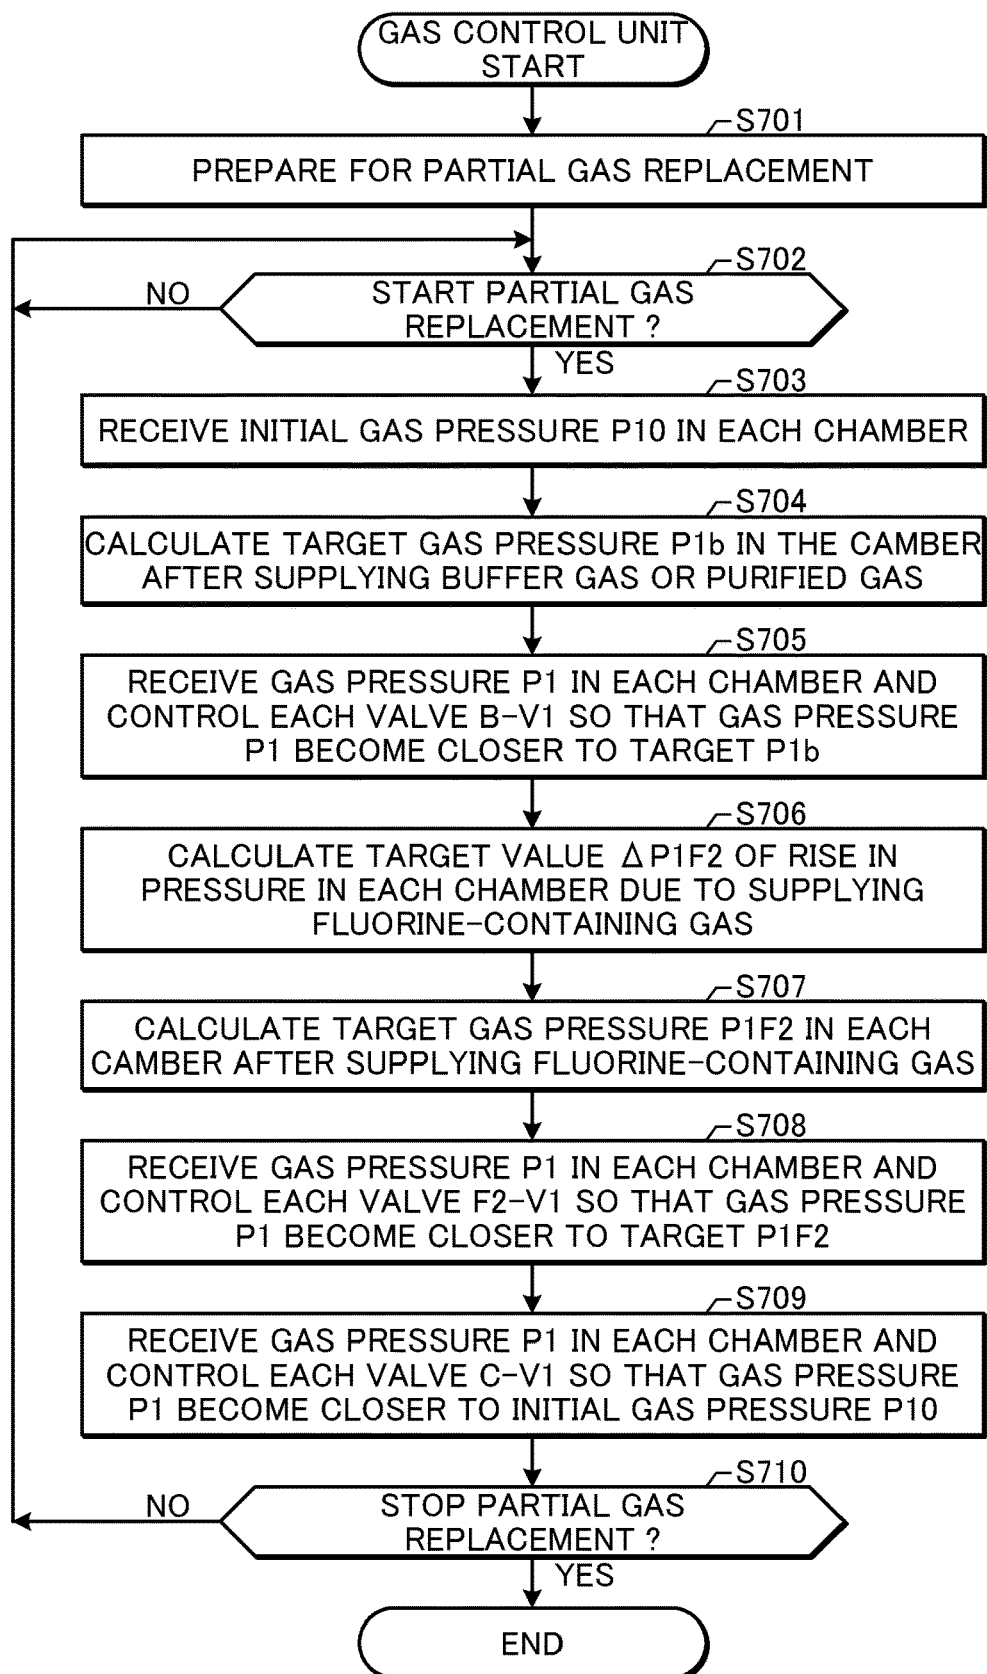 GAS CONTROL UNIT
START
S701
PREPARE FOR PARTIAL GAS REPLACEMENT
S702
START PARTIAL GAS
REPLACEMENT ?
NO
YES
S703
RECEIVE INITIAL GAS PRESSURE P10 IN EACH CHAMBER
S704
CALCULATE TARGET GAS PRESSURE P1b IN THE CAMBER
AFTER SUPPLYING BUFFER GAS OR PURIFIED GAS
S705
RECEIVE GAS PRESSURE P1 IN EACH CHAMBER AND
CONTROL EACH VALVE B-V1 SO THAT GAS PRESSURE
P1 BECOME CLOSER TO TARGET P1b
S706
CALCULATE TARGET VALUE ΔP1F2 OF RISE IN
PRESSURE IN EACH CHAMBER DUE TO SUPPLYING
FLUORINE-CONTAINING GAS
S707
CALCULATE TARGET GAS PRESSURE P1F2 IN EACH
CAMBER AFTER SUPPLYING FLUORINE-CONTAINING GAS
S708
RECEIVE GAS PRESSURE P1 IN EACH CHAMBER AND
CONTROL EACH VALVE F2-V1 SO THAT GAS PRESSURE
P1 BECOME CLOSER TO TARGET P1F2
S709
RECEIVE GAS PRESSURE P1 IN EACH CHAMBER AND
CONTROL EACH VALVE C-V1 SO THAT GAS PRESSURE
P1 BECOME CLOSER TO INITIAL GAS PRESSURE P10
S710
STOP PARTIAL GAS
REPLACEMENT ?
NO
YES
END